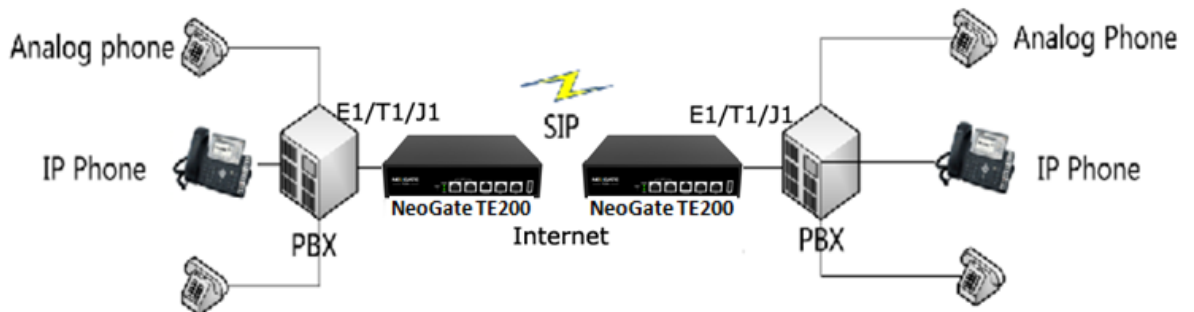 Analog phone
Analog Phone
E1/T1/J1
SIP
E1/T1/J1
IP Phone
IP Phone
NeoGate TE200
NeoGate TE200
PBX
Internet
PBX